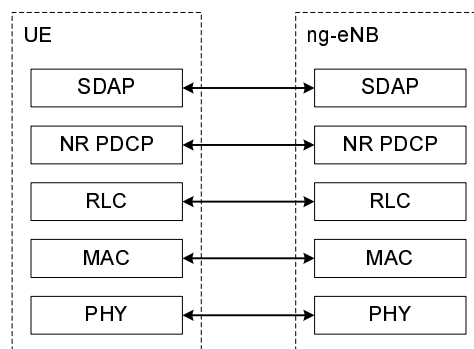 UE
ng-eNB
SDAP
SDAP
NR PDCP
NR PDCP
RLC
RLC
MAC
MAC
PHY
PHY